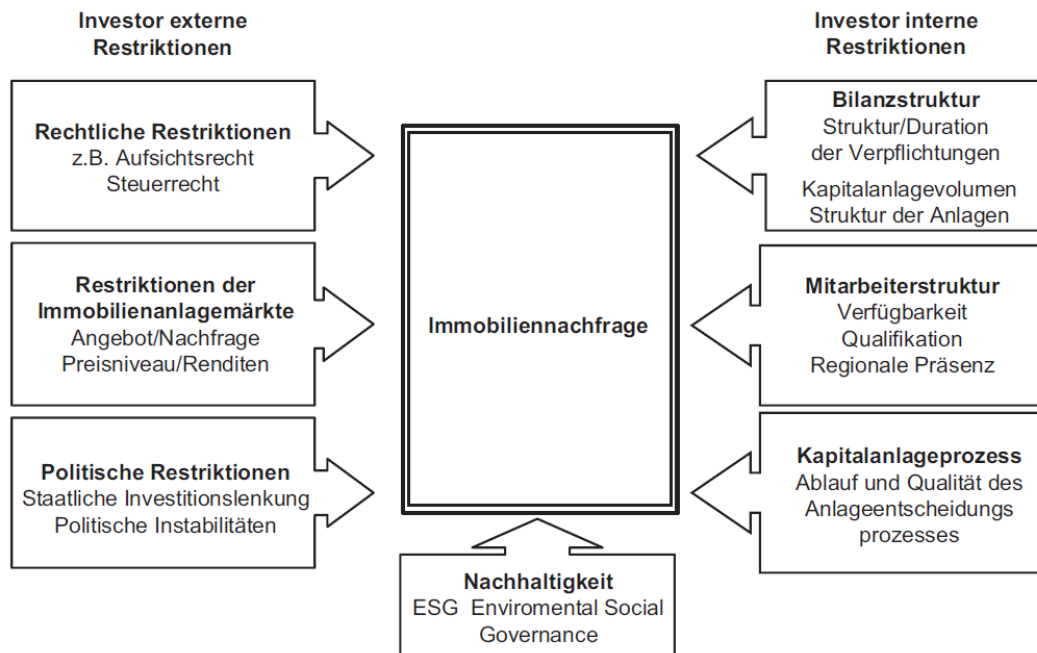 Investor externe
Restriktionen
Rechtliche Restriktionen
z.B. Aufsichtsrecht
Steuerrecht
Restriktionen der
Immobilienanlagemärkte
Angebot/Nachfrage
Preisniveau/Renditen
Politische Restriktionen
Staatliche Investitionslenkung
Politische Instabilitäten
Immobiliennachfrage
Nachhaltigkeit
ESG Enviromental Social
Governance
Investor interne
Restriktionen
Bilanzstruktur
Struktur/Duration
der Verpflichtungen
Kapitalanlagevolumen
Struktur der Anlagen
Mitarbeiterstruktur
Verfügbarkeit
Qualifikation
Regionale Präsenz
Kapitalanlageprozess
Ablauf und Qualität des
Anlageentscheidungs
prozesses